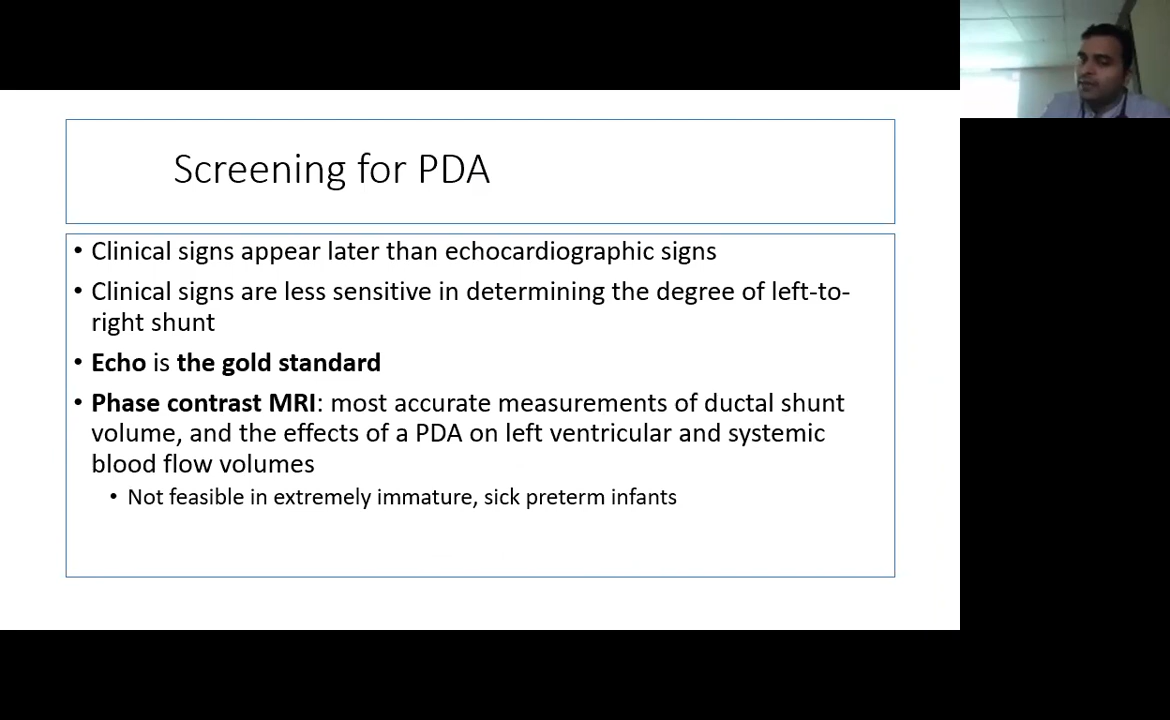 Screening for PDA
• Clinical signs appear later than echocardiographic signs
• Clinical signs are less sensitive in determining the degree of left-to-
right shunt
• Echo is the gold standard
• Phase contrast MRI: most accurate measurements of ductal shunt
volume, and the effects of a PDA on left ventricular and systemic
blood flow volumes
• Not feasible in extremely immature, sick preterm infants